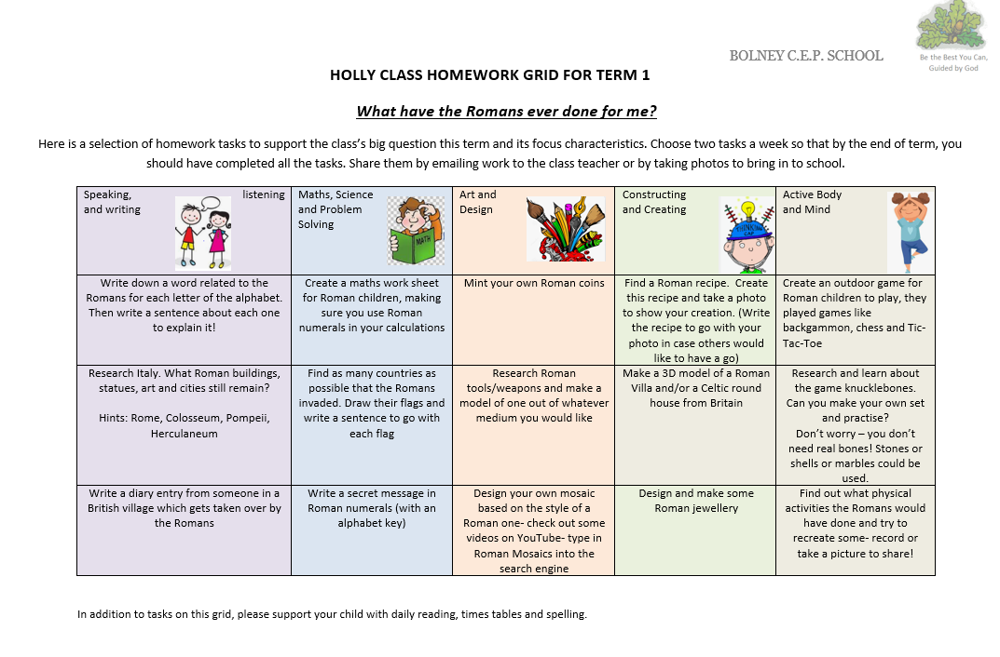 BOLNEY C.E.P. SCHOOL
Be the Best You Can,
Guided by God
HOLLY CLASS HOMEWORK GRID FOR TERM 1
What have the Romans ever done for me?
Here is a selection of homework tasks to support the class's big question this term and its focus characteristics. Choose two tasks a week so that by the end of term, you
should have completed all the tasks. Share them by emailing work to the class teacher or by taking photos to bring in to school.
Speaking, listening
and writing
Maths, Science
and Problem
Solving
MATH
Art and
Design
Constructing
and Creating
THINKING
CAP
Active Body
and Mind
Write down a word related to the
Romans for each letter of the alphabet.
Then write a sentence about each one
to explain it!
Create a maths work sheet
for Roman children, making
sure you use Roman
numerals in your calculations
Mint your own Roman coins
Find a Roman recipe. Create
this recipe and take a photo
to show your creation. (Write
the recipe to go with your
photo in case others would
like to have a go)
Create an outdoor game for
Roman children to play, they
played games like
backgammon, chess and Tic-
Tac-Toe
Research Italy. What Roman buildings,
statues, art and cities still remain?
Hints: Rome, Colosseum, Pompeii,
Herculaneum
Find as many countries as
possible that the Romans
invaded. Draw their flags and
write a sentence to go with
each flag
Research Roman
tools/weapons and make a
model of one out of whatever
medium you would like
Make a 3D model of a Roman
Villa and/or a Celtic round
house from Britain
Research and learn about
the game knucklebones.
Can you make your own set
and practise?
Don't worry – you don't
need real bones! Stones or
shells or marbles could be
used.
Write a diary entry from someone in a
British village which gets taken over by
the Romans
Write a secret message in
Roman numerals (with an
alphabet key)
Design your own mosaic
based on the style of a
Roman one- check out some
videos on YouTube- type in
Roman Mosaics into the
search engine
Design and make some
Roman jewellery
Find out what physical
activities the Romans would
have done and try to
recreate some- record or
take a picture to share!
In addition to tasks on this grid, please support your child with daily reading, times tables and spelling.